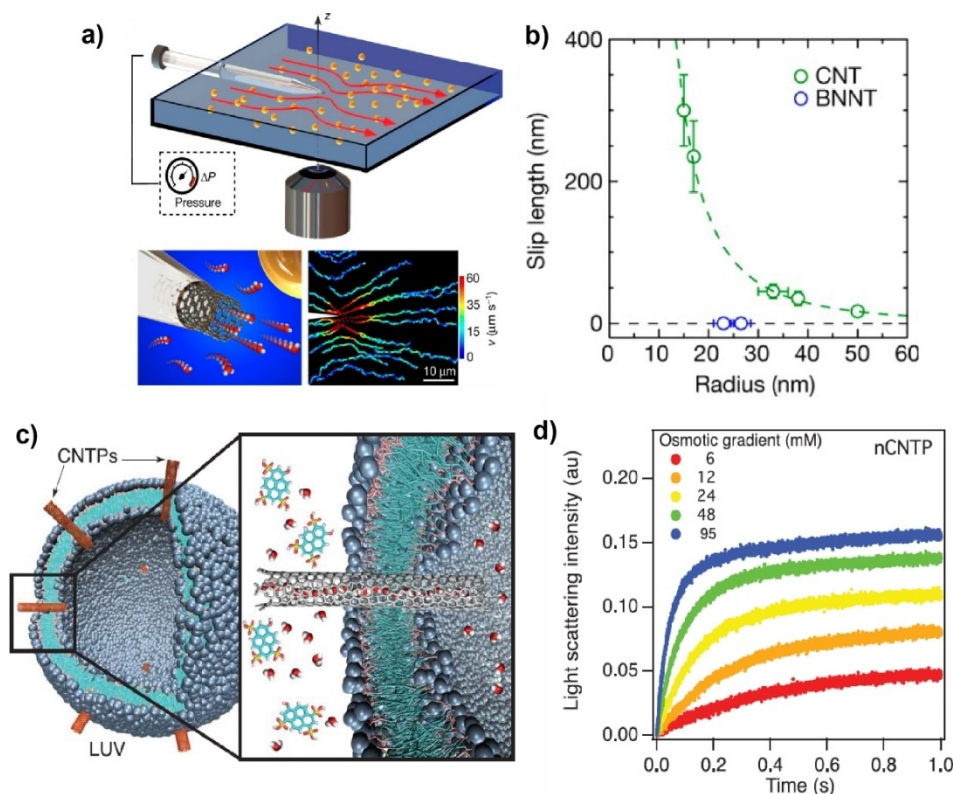 a)
z
ΔP
Pressure
60
35
15
0
v (μm s⁻¹)
10 μm
b)
400
200
0
Slip length (nm)
CNT
BNNT
0 10 20 30 40 50 60
Radius (nm)
c)
CNTPs
LUV
d)
Osmotic gradient (mM)
nCNTP
6
12
24
48
95
0.20
0.15
0.10
0.05
0.00
Light scattering intensity (au)
0.0 0.2 0.4 0.6 0.8 1.0
Time (s)